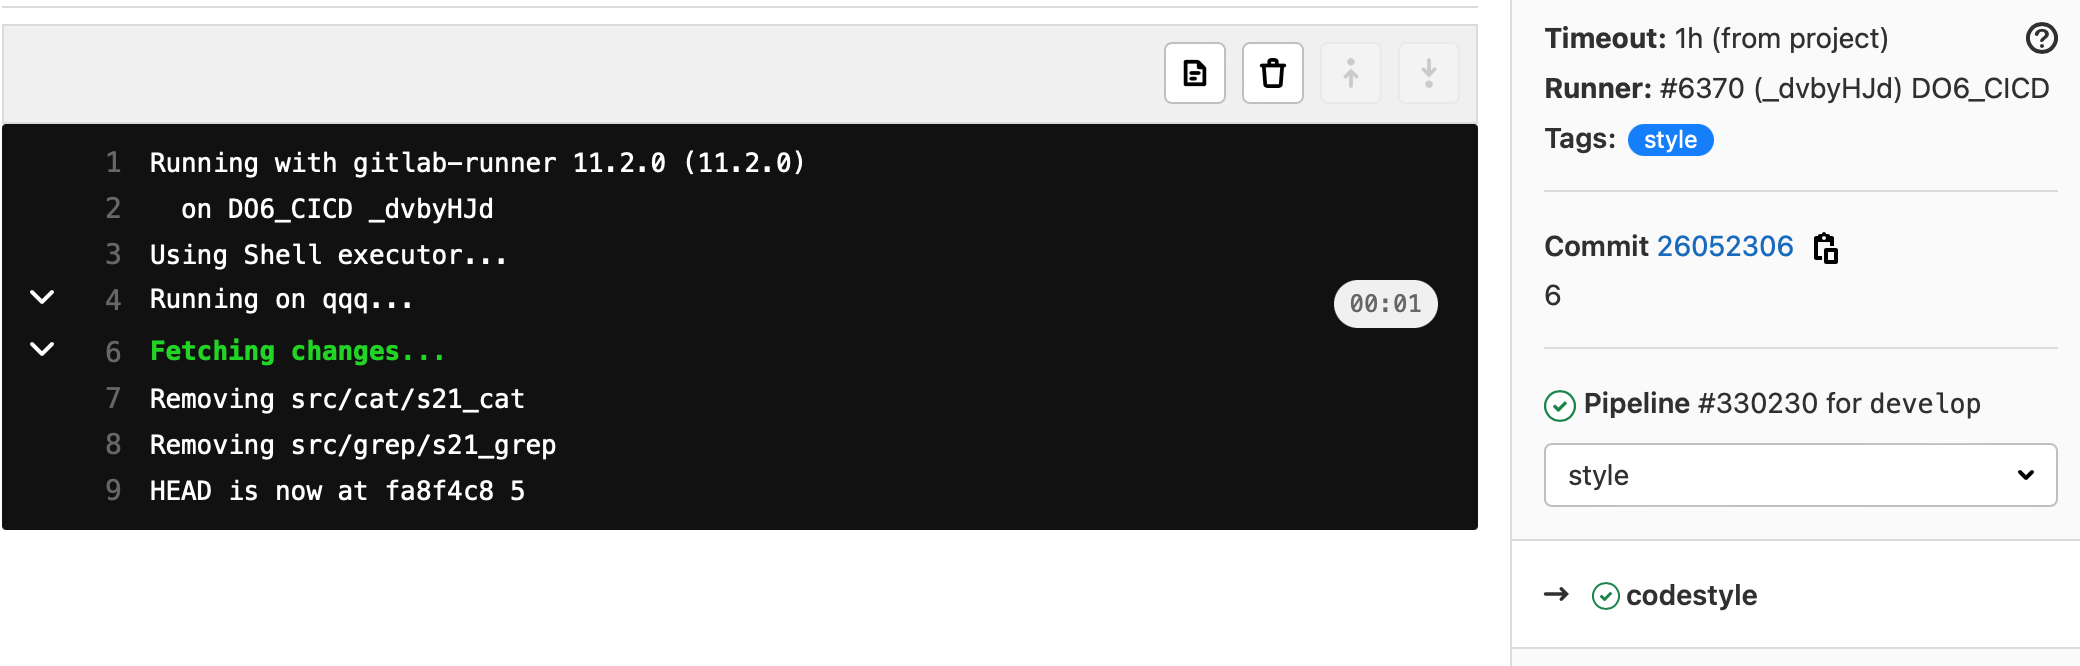 1 Running with gitlab-runner 11.2.0 (11.2.0)
2 on DO6_CICD _dvbyHJd
3 Using Shell executor...
4 Running on qqq...
00:01
6 Fetching changes...
7 Removing src/cat/s21_cat
8 Removing src/grep/s21_grep
9 HEAD is now at fa8f4c8 5
Timeout: 1h (from project)
Runner: #6370 (_dvbyHJd) DO6_CICD
Tags: style
Commit 26052306
6
Pipeline #330230 for develop
style
→ codestyle